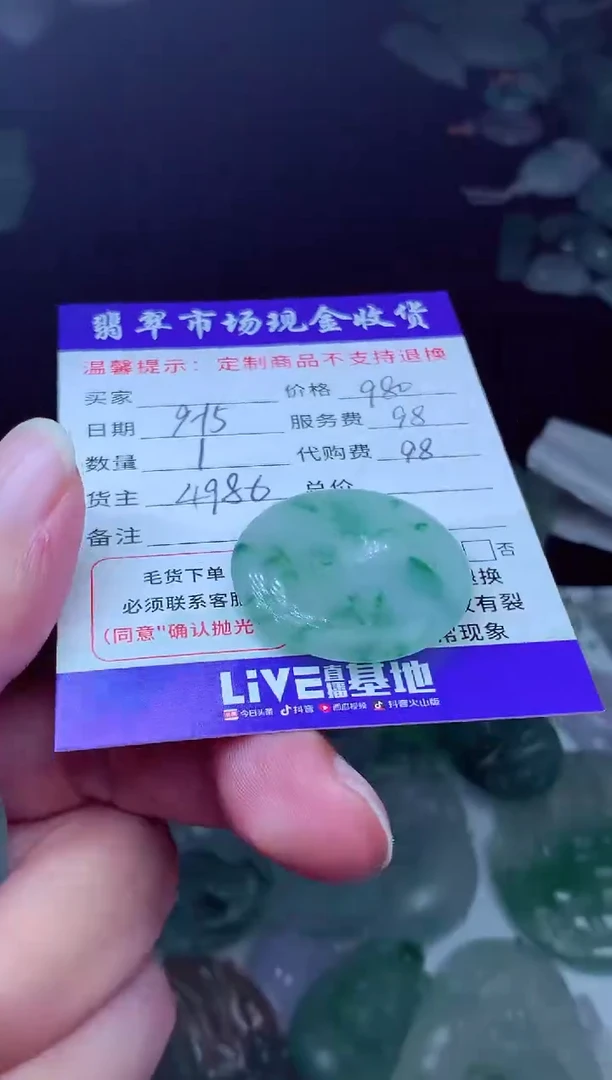 翡翠市场现金收货
温馨提示：定制商品不支持退换
买家 价格 980
日期 9.15 服务费 98
数量 1 代购费 98
货主 4986 总价
备注 否
毛货下单 退换
必须联系客服 有裂
(同意"确认抛光 常现象
LiVE直播基地
今日头条 抖音 西瓜视频 抖音火山版